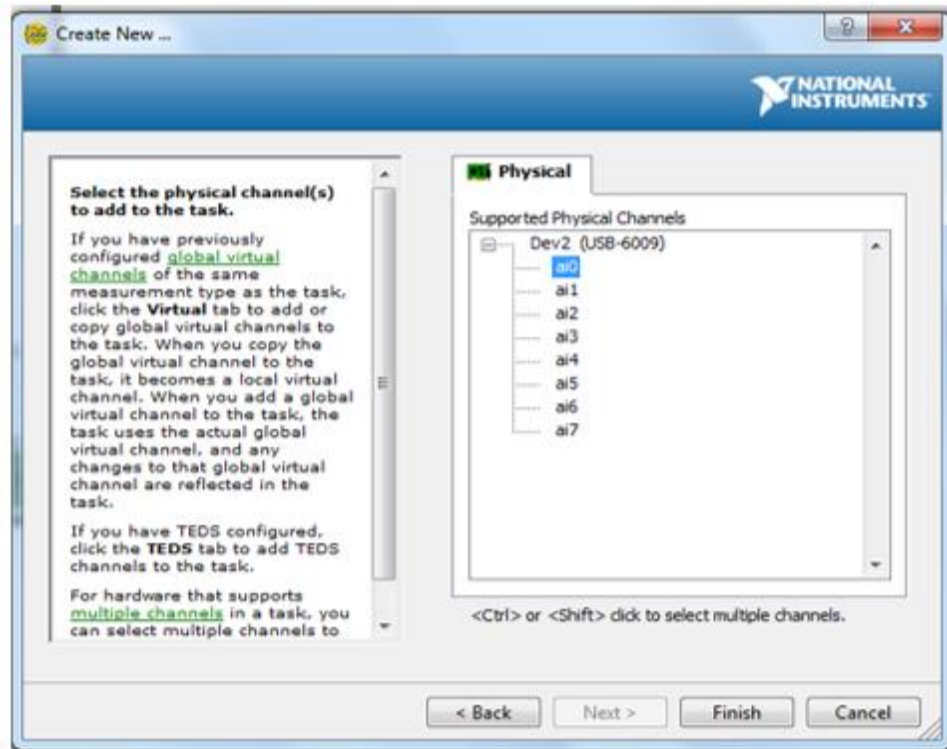 Create New ...
NATIONAL
INSTRUMENTS
Select the physical channel(s)
to add to the task.
If you have previously
configured global virtual
channels of the same
measurement type as the task,
click the Virtual tab to add or
copy global virtual channels to
the task. When you copy the
global virtual channel to the
task, it becomes a local virtual
channel. When you add a global
virtual channel to the task, the
task uses the actual global
virtual channel, and any
changes to that global virtual
channel are reflected in the
task.
If you have TEDS configured,
click the TEDS tab to add TEDS
channels to the task.
For hardware that supports
multiple channels in a task, you
can select multiple channels to
Physical
Supported Physical Channels
Dev2 (USB-6009)
ai0
ai1
ai2
ai3
ai4
ai5
ai6
ai7
<Ctrl> or <Shift> click to select multiple channels.
< Back
Next >
Finish
Cancel